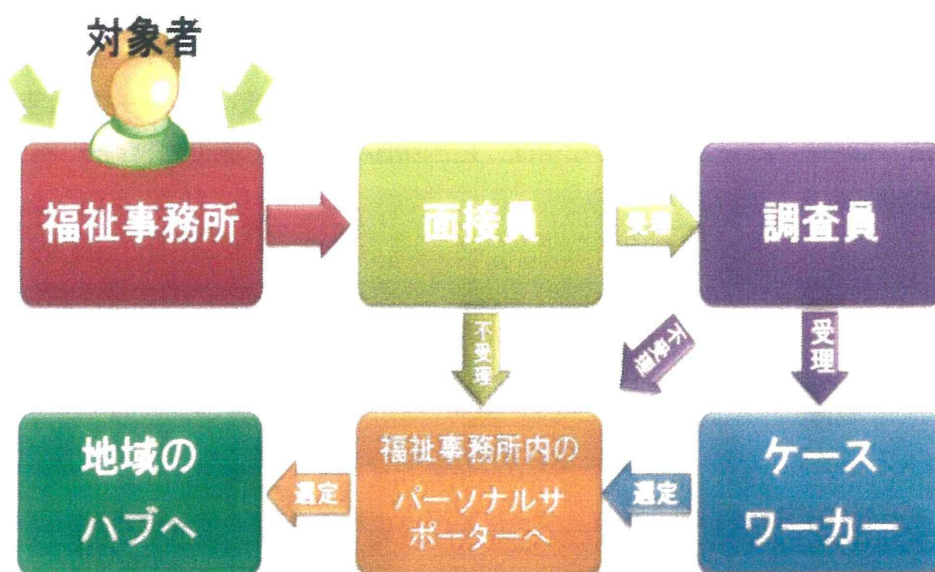 対象者
福祉事務所
面接員
受理
調査員
不受理
不受理
受理
地域の
ハブへ
選定
福祉事務所内の
パーソナルサ
ポーターへ
選定
ケース
ワーカー